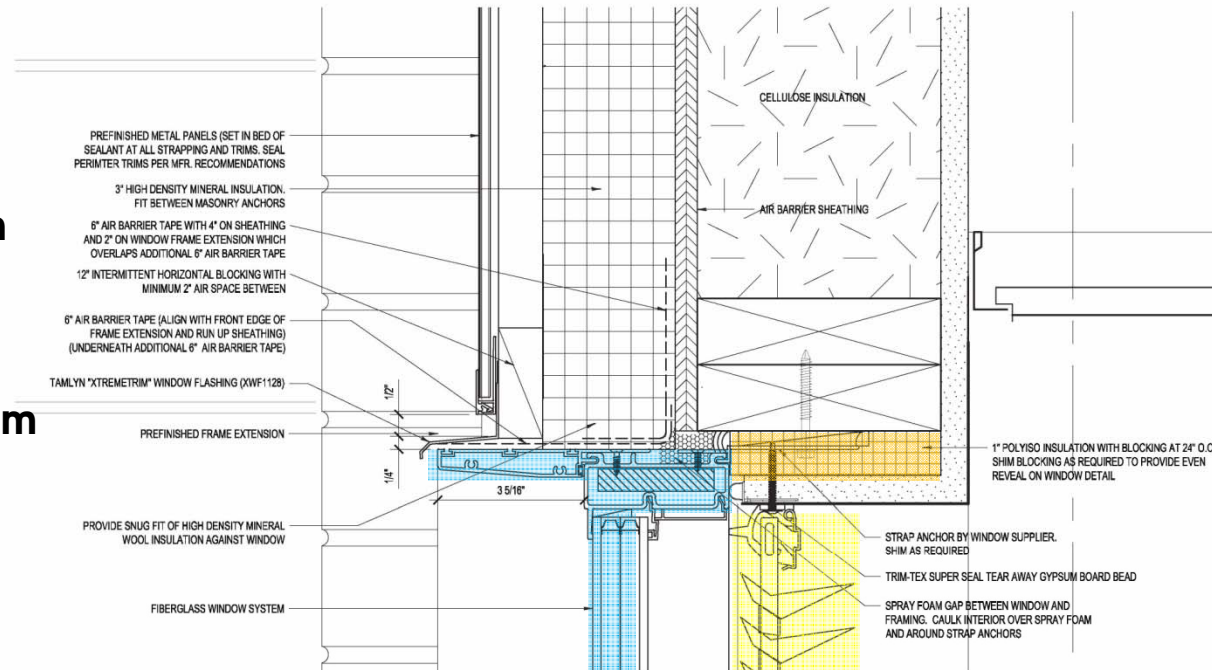 PREFINISHED METAL PANELS (SET IN BED OF
SEALANT AT ALL STRAPPING AND TRIMS. SEAL
PERIMTER TRIMS PER MFR. RECOMMENDATIONS
3" HIGH DENSITY MINERAL INSULATION.
FIT BETWEEN MASONRY ANCHORS
n
6" AIR BARRIER TAPE WITH 4" ON SHEATHING
AND 2" ON WINDOW FRAME EXTENSION WHICH
OVERLAPS ADDITIONAL 6" AIR BARRIER TAPE
12" INTERMITTENT HORIZONTAL BLOCKING WITH
MINIMUM 2" AIR SPACE BETWEEN
6" AIR BARRIER TAPE (ALIGN WITH FRONT EDGE OF
FRAME EXTENSION AND RUN UP SHEATHING)
(UNDERNEATH ADDITIONAL 6" AIR BARRIER TAPE)
TAMLYN "XTREMETRIM" WINDOW FLASHING (XWF1128)
m
PREFINISHED FRAME EXTENSION
1/2"
1/4"
3 5/16"
PROVIDE SNUG FIT OF HIGH DENSITY MINERAL
WOOL INSULATION AGAINST WINDOW
FIBERGLASS WINDOW SYSTEM
CELLULOSE INSULATION
AIR BARRIER SHEATHING
1" POLYISO INSULATION WITH BLOCKING AT 24" O.C
SHIM BLOCKING AS REQUIRED TO PROVIDE EVEN
REVEAL ON WINDOW DETAIL
STRAP ANCHOR BY WINDOW SUPPLIER.
SHIM AS REQUIRED
TRIM-TEX SUPER SEAL TEAR AWAY GYPSUM BOARD BEAD
SPRAY FOAM GAP BETWEEN WINDOW AND
FRAMING. CAULK INTERIOR OVER SPRAY FOAM
AND AROUND STRAP ANCHORS